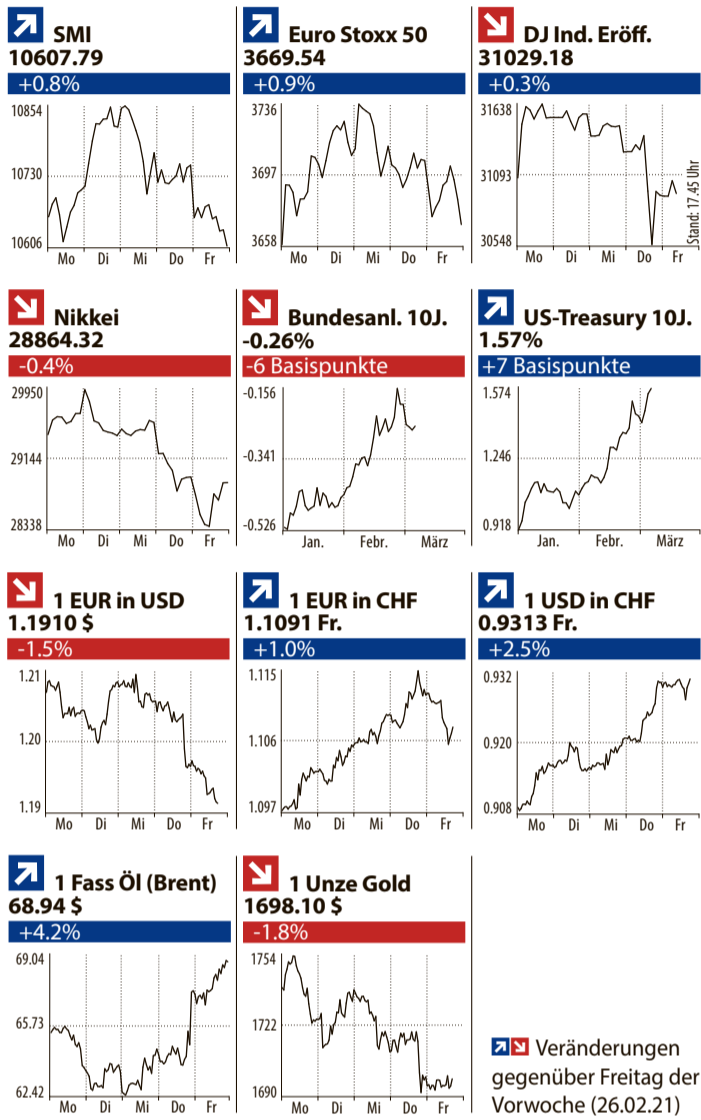 SMI
10607.79
+0.8%
10854
10730
10606
Mo Di Mi Do Fr
Euro Stoxx 50
3669.54
+0.9%
3736
3697
3658
Mo Di Mi Do Fr
DJ Ind. Eröff.
31029.18
+0.3%
31638
31093
30548
Mo Di Mi Do Fr
Stand: 17.45 Uhr
Nikkei
28864.32
-0.4%
29950
29144
28338
Mo Di Mi Do Fr
Bundesanl. 10J.
-0.26%
-6 Basispunkte
-0.156
-0.341
-0.526
Jan. Febr. März
US-Treasury 10J.
1.57%
+7 Basispunkte
1.574
1.246
0.918
Jan. Febr. März
1 EUR in USD
1.1910 $
-1.5%
1.21
1.20
1.19
Mo Di Mi Do Fr
1 EUR in CHF
1.1091 Fr.
+1.0%
1.115
1.106
1.097
Mo Di Mi Do Fr
1 USD in CHF
0.9313 Fr.
+2.5%
0.932
0.920
0.908
Mo Di Mi Do Fr
1 Fass Öl (Brent)
68.94 $
+4.2%
69.04
65.73
62.42
Mo Di Mi Do Fr
1 Unze Gold
1698.10 $
-1.8%
1754
1722
1690
Mo Di Mi Do Fr
Veränderungen
gegenüber Freitag der
Vorwoche (26.02.21)